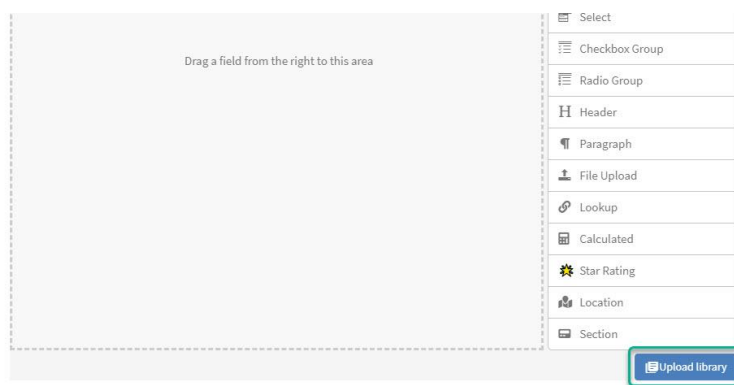 Select
Drag a field from the right to this area
Checkbox Group
Radio Group
Header
Paragraph
File Upload
Lookup
Calculated
Star Rating
Location
Section
Upload library